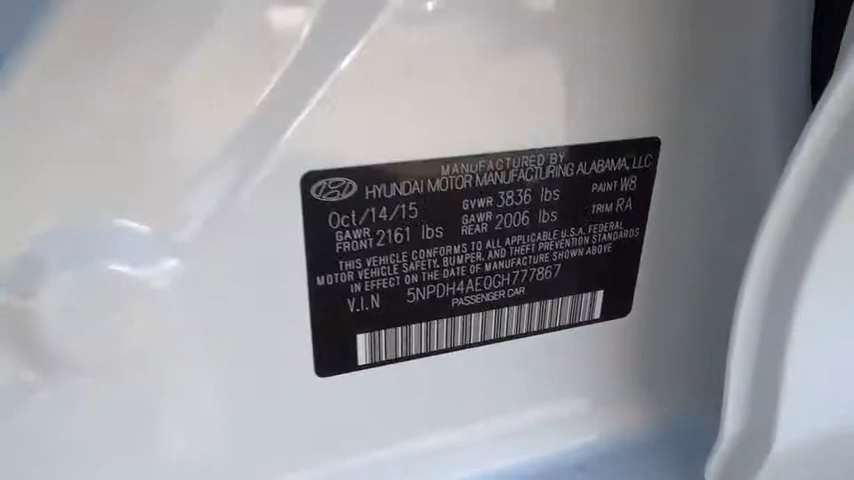 MANUFACTURED BY
HYUNDAI MOTOR MANUFACTURING ALABAMA, LLC
Oct/14/15 GVWR 3836 lbs PAINT W8
GAWR FRONT 2161 lbs GAWR REAR 2006 lbs TRIM RA
THIS VEHICLE CONFORMS TO ALL APPLICABLE U.S. FEDERAL
MOTOR VEHICLE SAFETY, BUMPER, AND THEFT PREVENTION STANDARDS
IN EFFECT ON THE DATE OF MANUFACTURE SHOWN ABOVE
V.I.N 5NPDH4AE0GH777867
PASSENGER CAR